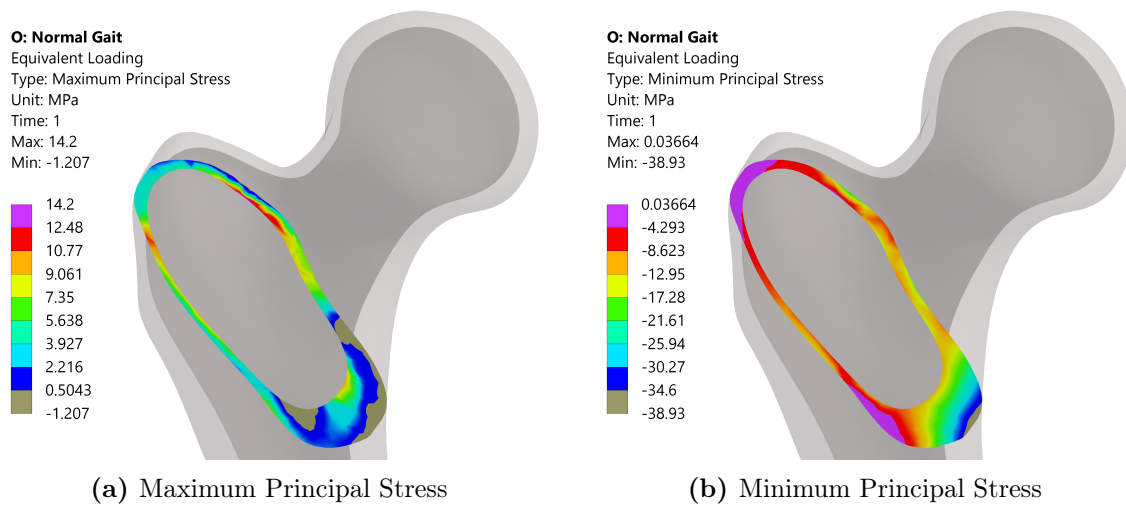 O: Normal Gait
Equivalent Loading
Type: Maximum Principal Stress
Unit: MPa
Time: 1
Max: 14.2
Min: -1.207
14.2
12.48
10.77
9.061
7.35
5.638
3.927
2.216
0.5043
-1.207
(a) Maximum Principal Stress
O: Normal Gait
Equivalent Loading
Type: Minimum Principal Stress
Unit: MPa
Time: 1
Max: 0.03664
Min: -38.93
0.03664
-4.293
-8.623
-12.95
-17.28
-21.61
-25.94
-30.27
-34.6
-38.93
(b) Minimum Principal Stress